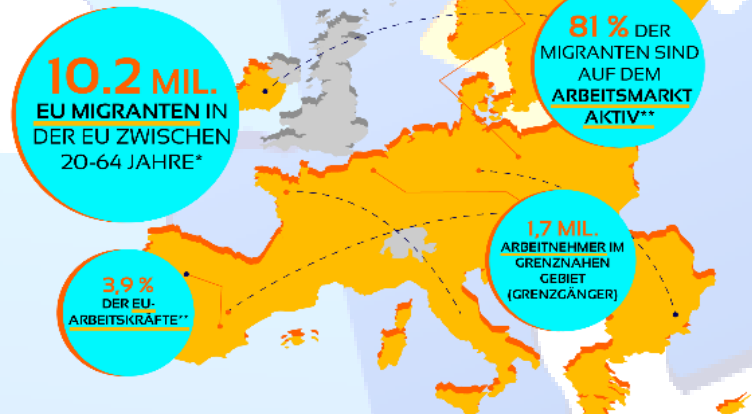 10.2 MIL.
EU MIGRANTEN IN
DER EU ZWISCHEN
20-64 JAHRE*
81 % DER
MIGRANTEN SIND
AUF DEM
ARBEITSMARKT
AKTIV**
1,7 MIL.
ARBEITNEHMER IM
GRENZNAHEN
GEBIET
(GRENZGÄNGER)
3,9 %
DER EU-
ARBEITSKRÄFTE**